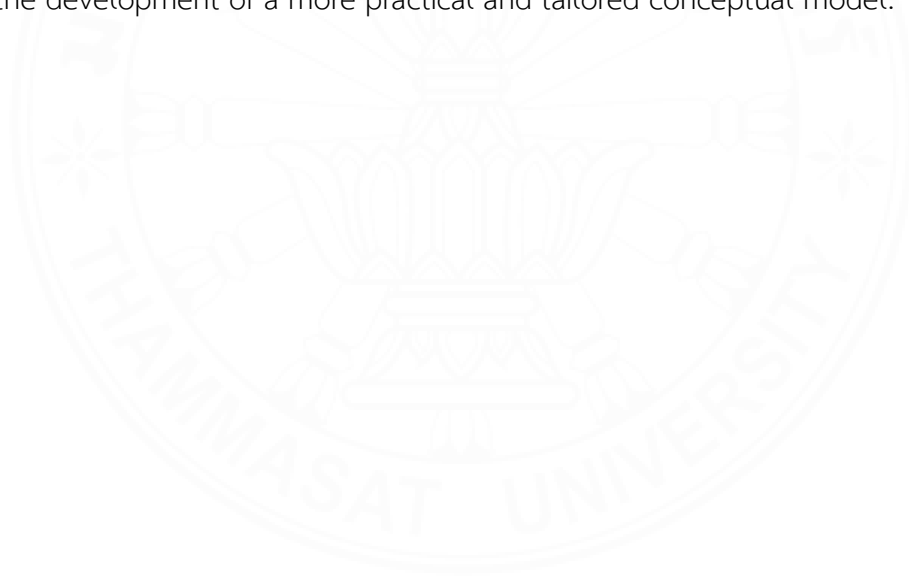 the development of a more practical and tailored conceptual model.
THAMMASAT UNIVERSITY